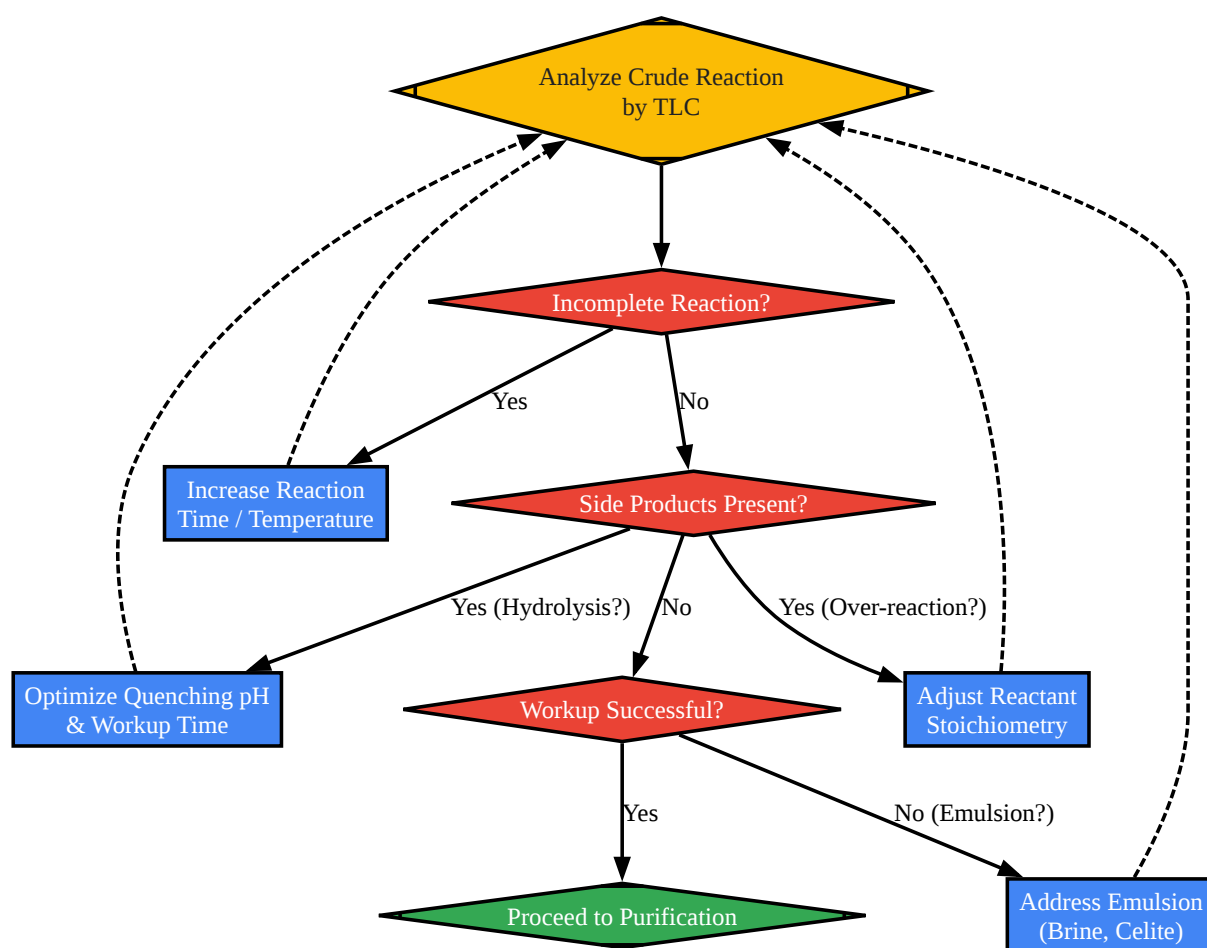 Analyze Crude Reaction
by TLC
Incomplete Reaction?
Yes
No
Increase Reaction
Time / Temperature
Side Products Present?
Yes (Hydrolysis?)
No
Yes (Over-reaction?)
Optimize Quenching pH
& Workup Time
Workup Successful?
Adjust Reactant
Stoichiometry
Yes
No (Emulsion?)
Proceed to Purification
Address Emulsion
(Brine, Celite)